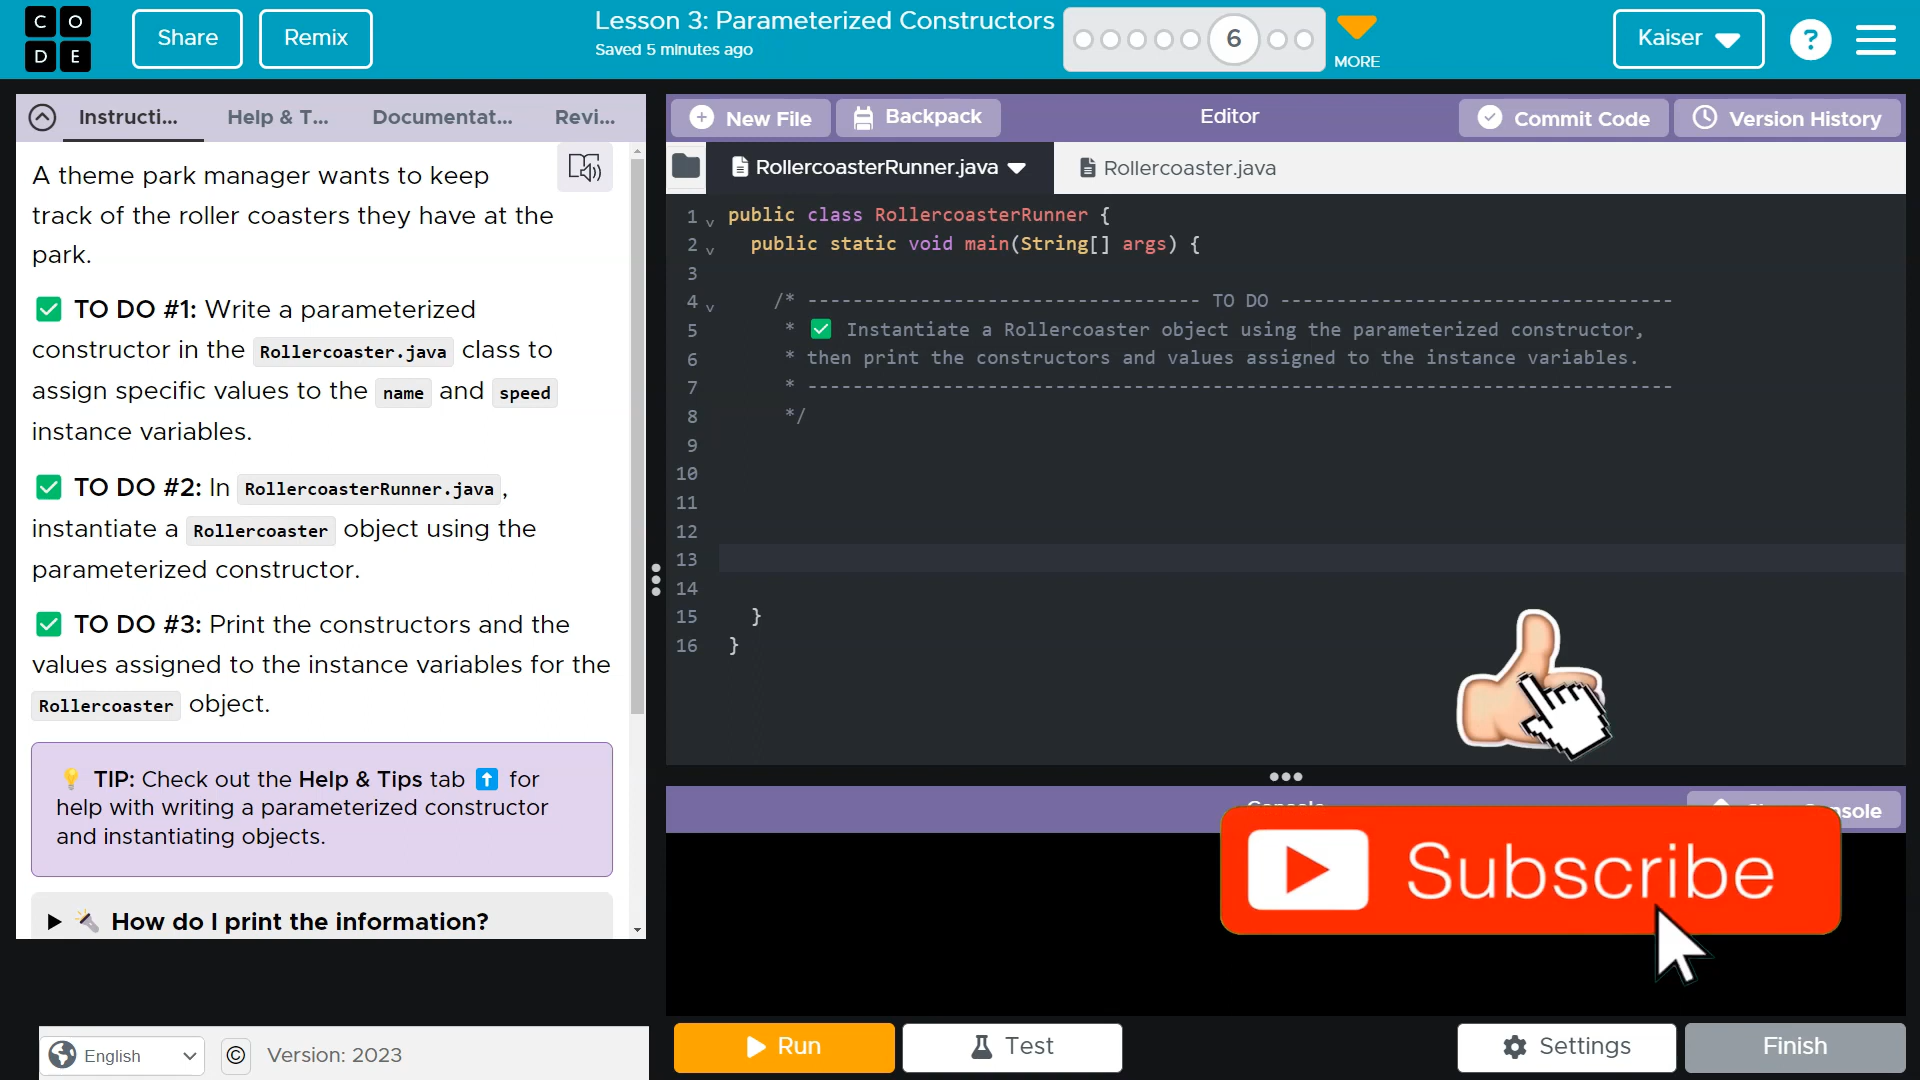 C O
D E
Share
Remix
Lesson 3: Parameterized Constructors
Saved 5 minutes ago
6
MORE
Kaiser
?
Instructi...
Help & T...
Documentat...
Revi...
A theme park manager wants to keep
track of the roller coasters they have at the
park.
✅ TO DO #1: Write a parameterized
constructor in the Rollercoaster.java class to
assign specific values to the name and speed
instance variables.
✅ TO DO #2: In RollercoasterRunner.java,
instantiate a Rollercoaster object using the
parameterized constructor.
✅ TO DO #3: Print the constructors and the
values assigned to the instance variables for the
Rollercoaster object.
💡 TIP: Check out the Help & Tips tab ⬆️ for
help with writing a parameterized constructor
and instantiating objects.
How do I print the information?
English
© Version: 2023
New File
Backpack
Editor
Commit Code
Version History
RollercoasterRunner.java
Rollercoaster.java
1 public class RollercoasterRunner {
2 public static void main(String[] args) {
3
4 /* ----------------------------------- TO DO -----------------------------------
5 * ✅ Instantiate a Rollercoaster object using the parameterized constructor,
6 * then print the constructors and values assigned to the instance variables.
7 * -----------------------------------------------------------------------------
8 */
9
10
11
12
13
14
15 }
16 }
Console
Subscribe
Run
Test
Settings
Finish